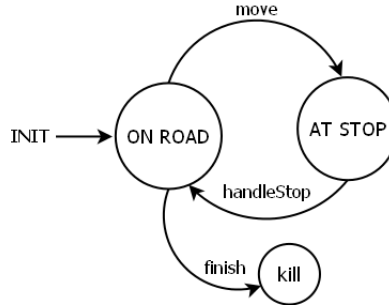 move
INIT
ON ROAD
AT STOP
handleStop
finish
kill